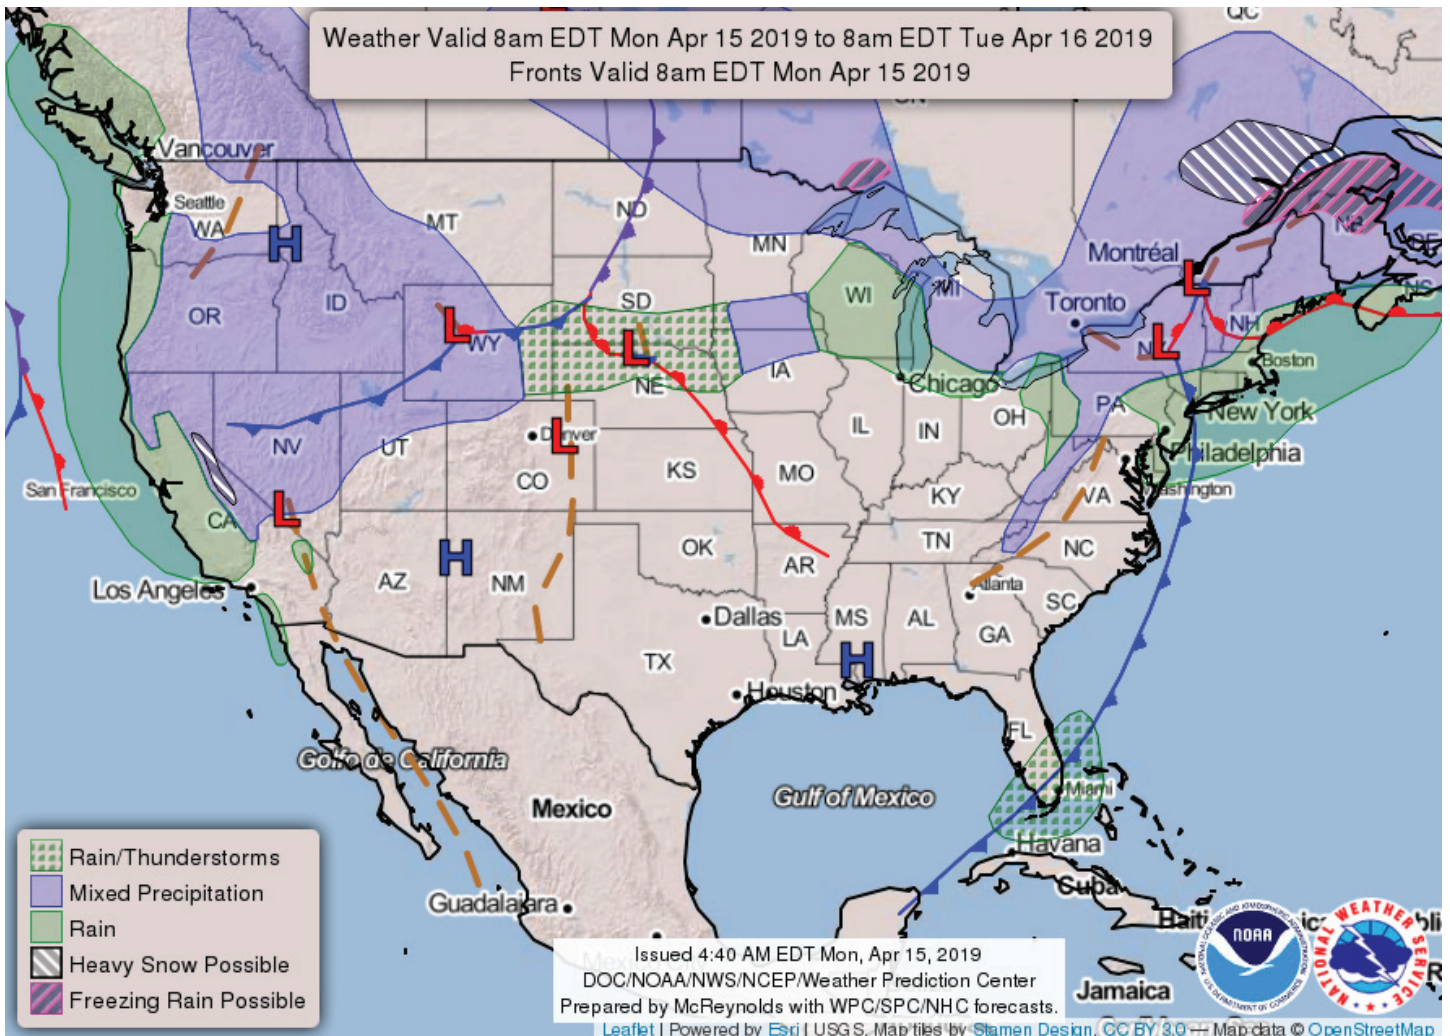 QC
Weather Valid 8am EDT Mon Apr 15 2019 to 8am EDT Tue Apr 16 2019
Fronts Valid 8am EDT Mon Apr 15 2019
ON
Vancouver
Seattle
WA
MT
ND
MN
Montréal
NB
PE
NS
OR
ID
SD
WI
MI
Toronto
NH
WY
NE
IA
Chicago
Boston
New York
NV
UT
Denver
CO
KS
MO
IL
IN
OH
PA
Philadelphia
Washington
San Francisco
CA
KY
VA
Los Angeles
AZ
NM
OK
AR
TN
NC
Atlanta
SC
Dallas
TX
LA
MS
AL
GA
Houston
FL
Golfo de California
Mexico
Gulf of Mexico
Miami
Havana
Cuba
Guadalajara
Haiti
Jamaica
H
H
H
L
L
L
L
L
L
Rain/Thunderstorms
Mixed Precipitation
Rain
Heavy Snow Possible
Freezing Rain Possible
Issued 4:40 AM EDT Mon, Apr 15, 2019
DOC/NOAA/NWS/NCEP/Weather Prediction Center
Prepared by McReynolds with WPC/SPC/NHC forecasts.
NOAA
NATIONAL WEATHER SERVICE
Leaflet | Powered by Esri | USGS, Map tiles by Stamen Design, CC BY 3.0 — Map data © OpenStreetMap